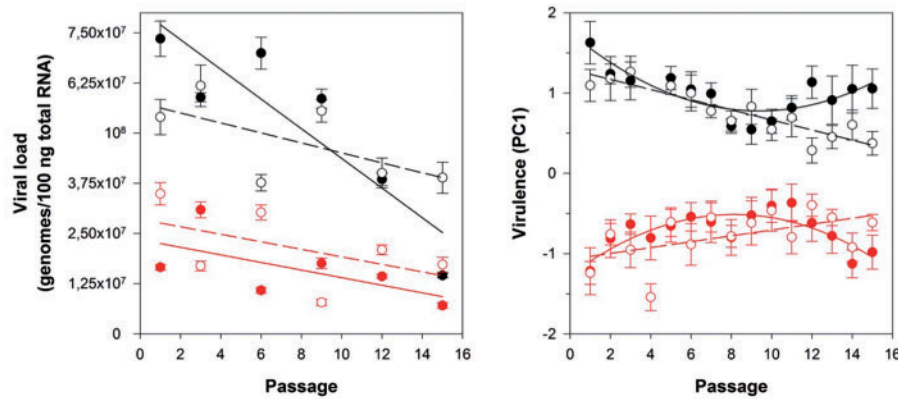 Viral load
(genomes/100 ng total RNA)
7,50x10⁷
6,25x10⁷
10⁸
3,75x10⁷
2,50x10⁷
1,25x10⁷
0
0 2 4 6 8 10 12 14 16
Passage
Virulence (PC1)
2
1
0
-1
-2
0 2 4 6 8 10 12 14 16
Passage